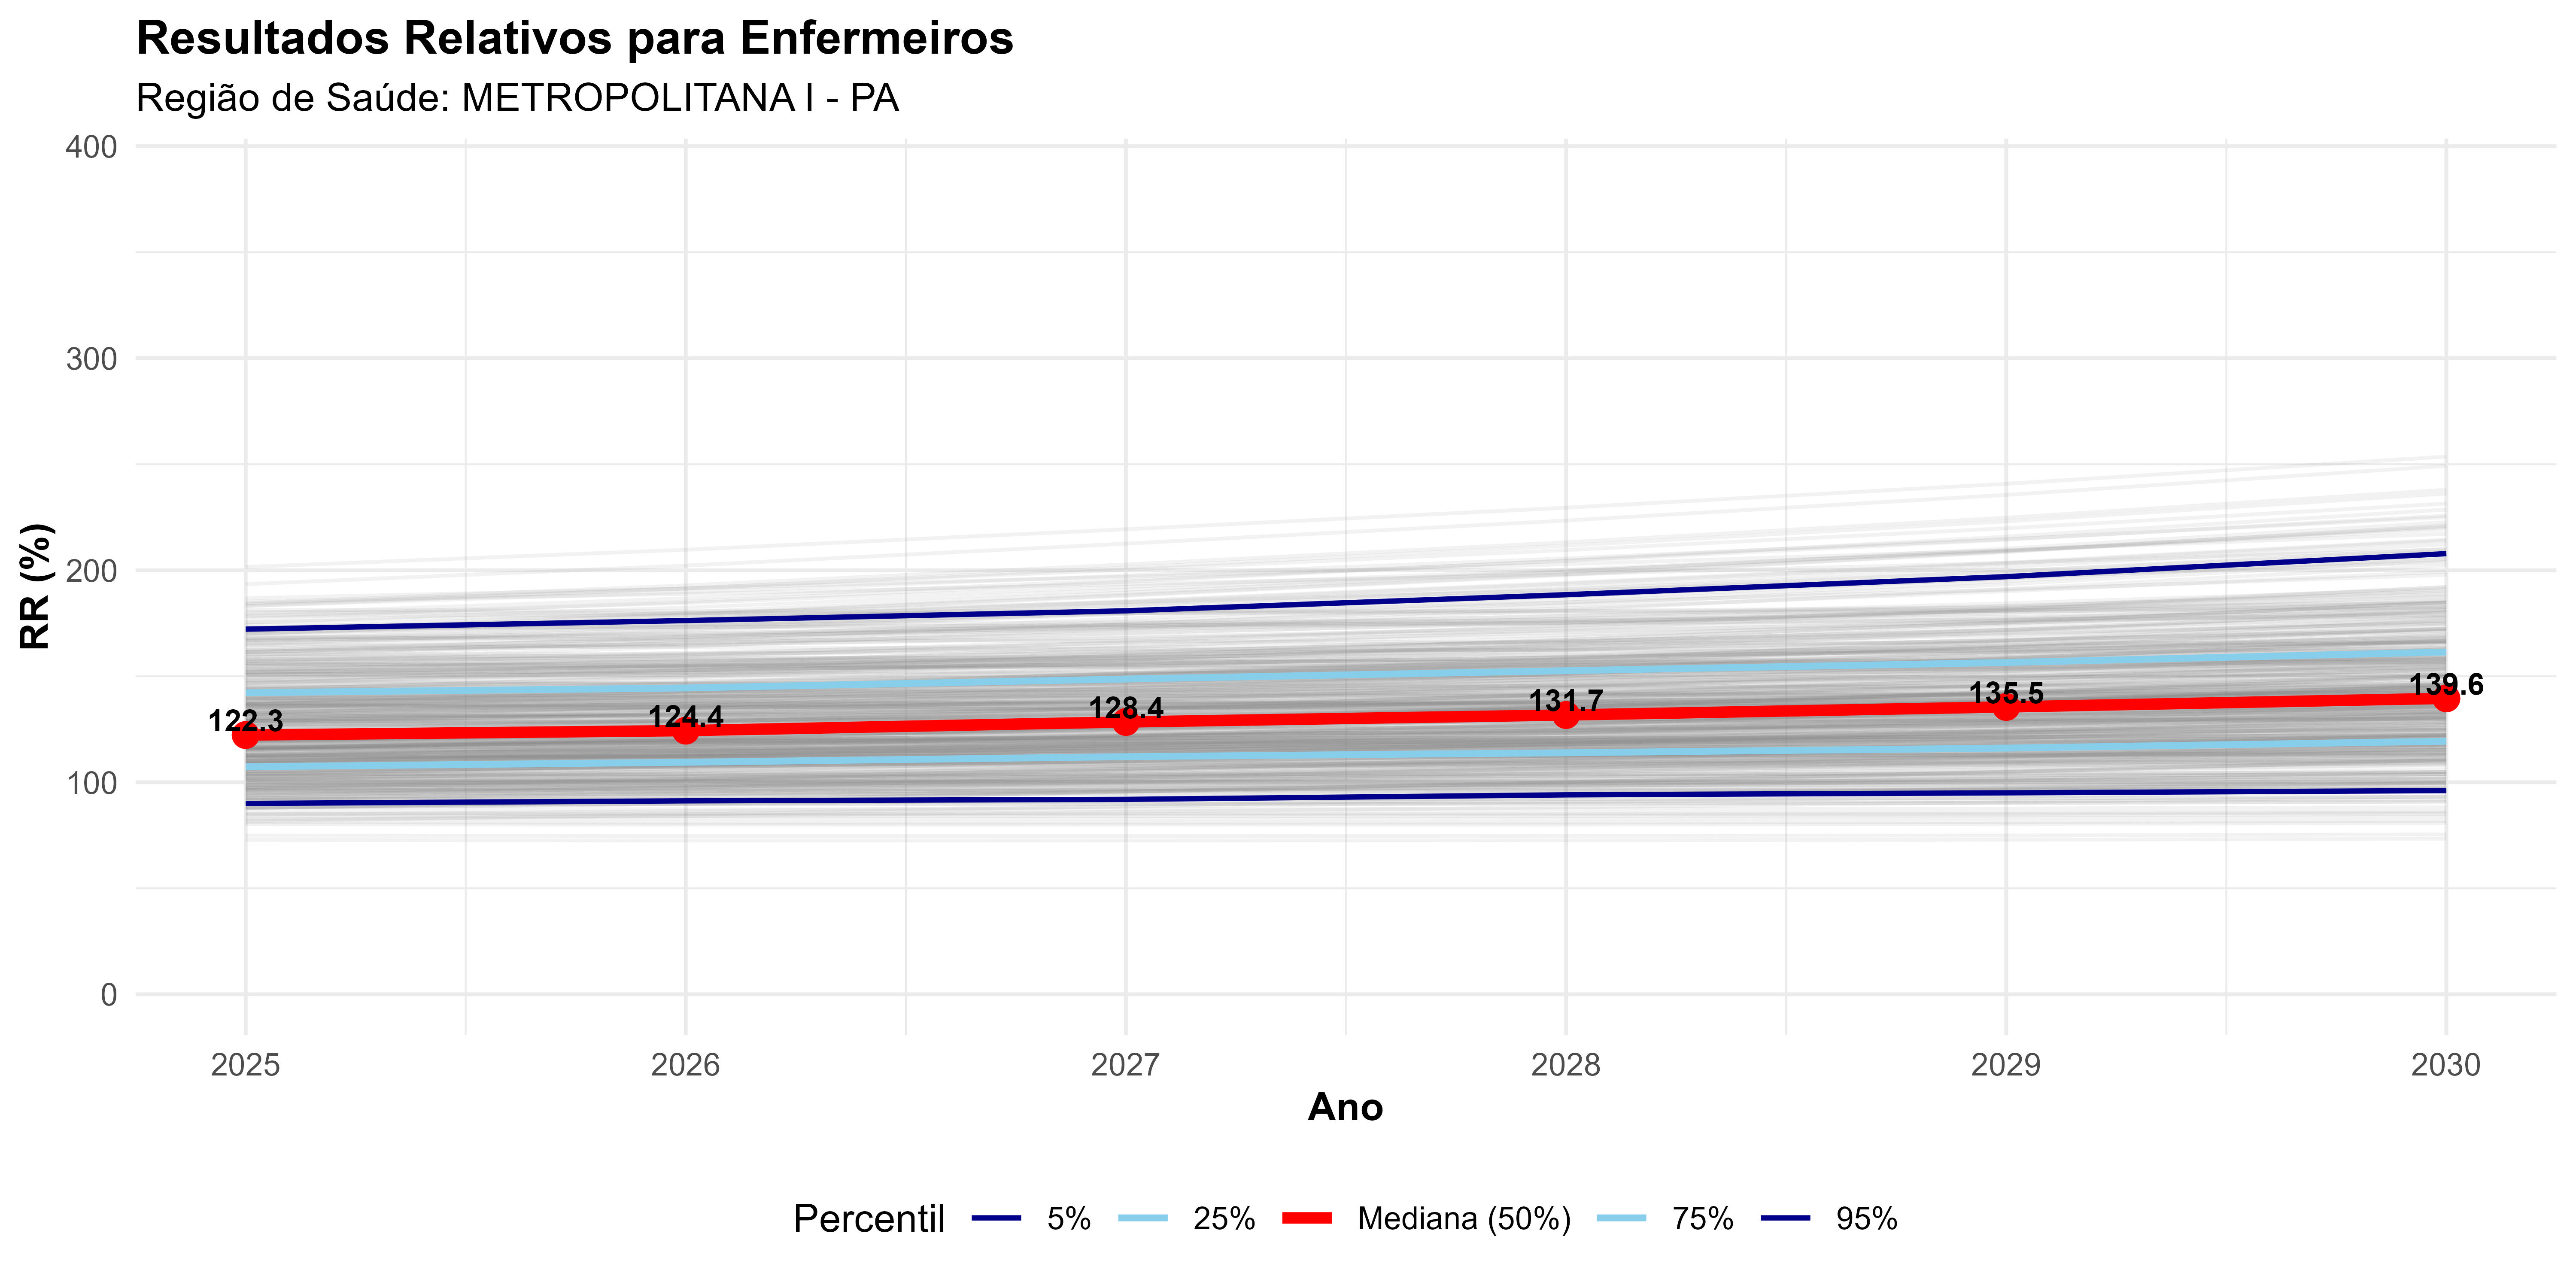 Resultados Relativos para Enfermeiros
Região de Saúde: METROPOLITANA I - PA
400
300
200
100
0
RR (%)
122.3
124.4
128.4
131.7
135.5
139.6
2025 2026 2027 2028 2029 2030
Ano
Percentil 5% 25% Mediana (50%) 75% 95%